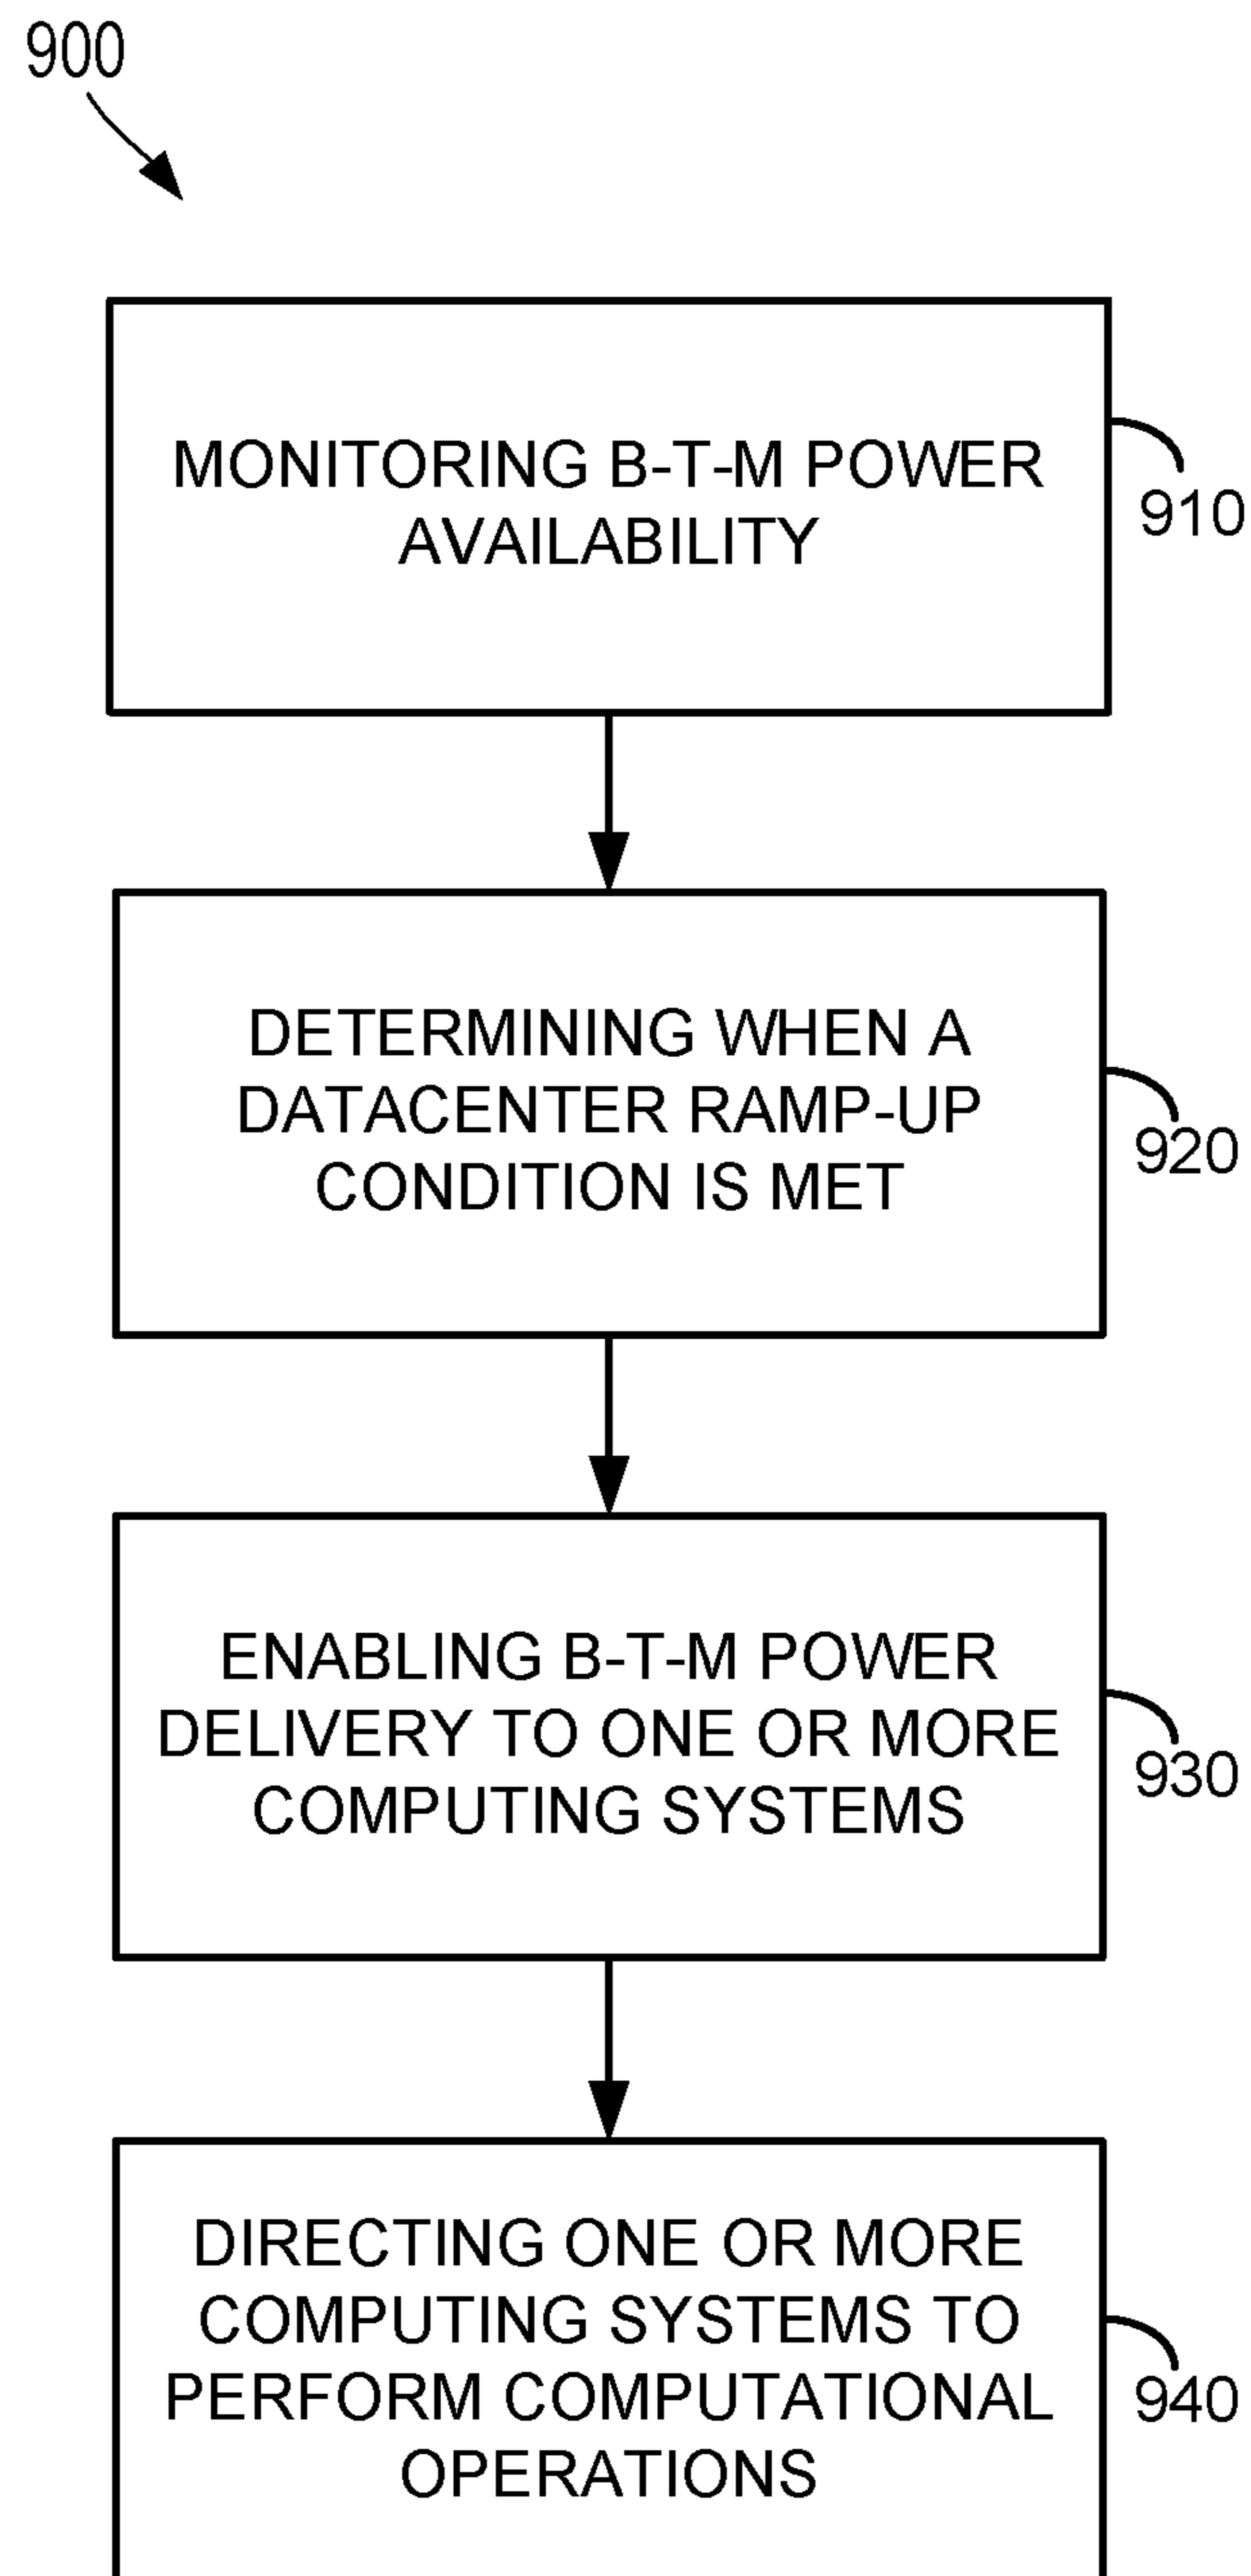 900
MONITORING B-T-M POWER
AVAILABILITY
910
DETERMINING WHEN A
DATACENTER RAMP-UP
CONDITION IS MET
920
ENABLING B-T-M POWER
DELIVERY TO ONE OR MORE
COMPUTING SYSTEMS
930
DIRECTING ONE OR MORE
COMPUTING SYSTEMS TO
PERFORM COMPUTATIONAL
OPERATIONS
940